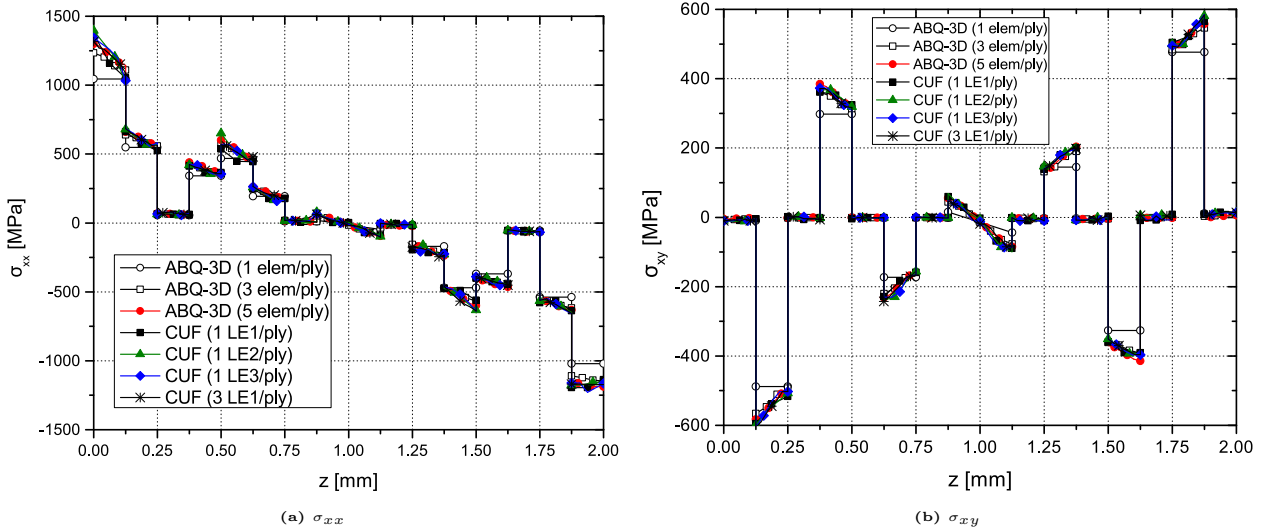 1500
1000
500
0
-500
-1000
-1500
σxx [MPa]
ABQ-3D (1 elem/ply)
ABQ-3D (3 elem/ply)
ABQ-3D (5 elem/ply)
CUF (1 LE1/ply)
CUF (1 LE2/ply)
CUF (1 LE3/ply)
CUF (3 LE1/ply)
0.00 0.25 0.50 0.75 1.00 1.25 1.50 1.75 2.00
z [mm]
(a) σxx
600
400
200
0
-200
-400
-600
σxy [MPa]
ABQ-3D (1 elem/ply)
ABQ-3D (3 elem/ply)
ABQ-3D (5 elem/ply)
CUF (1 LE1/ply)
CUF (1 LE2/ply)
CUF (1 LE3/ply)
CUF (3 LE1/ply)
0.00 0.25 0.50 0.75 1.00 1.25 1.50 1.75 2.00
z [mm]
(b) σxy